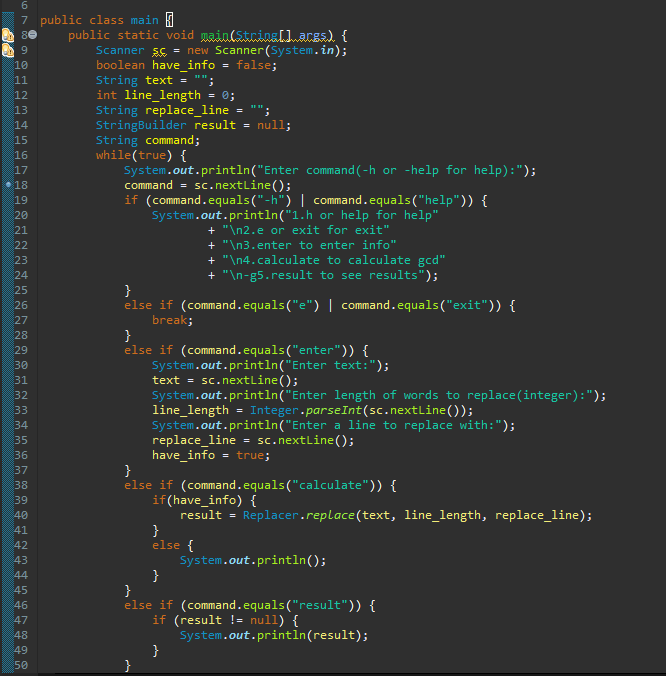 6
7 public class main {
8 public static void main(String[] args) {
9 Scanner sc = new Scanner(System.in);
10 boolean have_info = false;
11 String text = "";
12 int line_length = 0;
13 String replace_line = "";
14 StringBuilder result = null;
15 String command;
16 while(true) {
17 System.out.println("Enter command(-h or -help for help):");
18 command = sc.nextLine();
19 if (command.equals("-h") | command.equals("help")) {
20 System.out.println("1.h or help for help"
21 + "\n2.e or exit for exit"
22 + "\n3.enter to enter info"
23 + "\n4.calculate to calculate gcd"
24 + "\n-g5.result to see results");
25 }
26 else if (command.equals("e") | command.equals("exit")) {
27 break;
28 }
29 else if (command.equals("enter")) {
30 System.out.println("Enter text:");
31 text = sc.nextLine();
32 System.out.println("Enter length of words to replace(integer):");
33 line_length = Integer.parseInt(sc.nextLine());
34 System.out.println("Enter a line to replace with:");
35 replace_line = sc.nextLine();
36 have_info = true;
37 }
38 else if (command.equals("calculate")) {
39 if(have_info) {
40 result = Replacer.replace(text, line_length, replace_line);
41 }
42 else {
43 System.out.println();
44 }
45 }
46 else if (command.equals("result")) {
47 if (result != null) {
48 System.out.println(result);
49 }
50 }